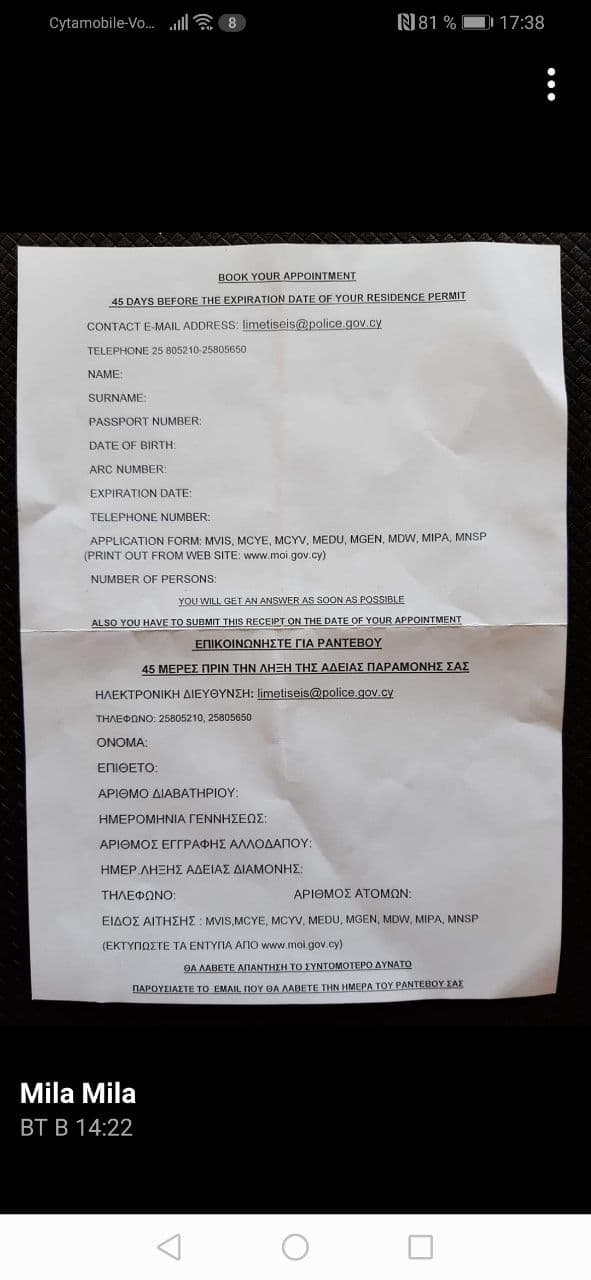 Cytamobile-Vo... 8 81 % 17:38
BOOK YOUR APPOINTMENT
45 DAYS BEFORE THE EXPIRATION DATE OF YOUR RESIDENCE PERMIT
CONTACT E-MAIL ADDRESS: limetiseis@police.gov.cy
TELEPHONE 25 805210-25805650
NAME:
SURNAME:
PASSPORT NUMBER:
DATE OF BIRTH:
ARC NUMBER:
EXPIRATION DATE:
TELEPHONE NUMBER:
APPLICATION FORM: MVIS, MCYE, MCYV, MEDU, MGEN, MDW, MIPA, MNSP
(PRINT OUT FROM WEB SITE: www.moi.gov.cy)
NUMBER OF PERSONS:
YOU WILL GET AN ANSWER AS SOON AS POSSIBLE
ALSO YOU HAVE TO SUBMIT THIS RECEIPT ON THE DATE OF YOUR APPOINTMENT
ΕΠΙΚΟΙΝΩΝΗΣΤΕ ΓΙΑ ΡΑΝΤΕΒΟΥ
45 ΜΕΡΕΣ ΠΡΙΝ ΤΗΝ ΛΗΞΗ ΤΗΣ ΑΔΕΙΑΣ ΠΑΡΑΜΟΝΗΣ ΣΑΣ
ΗΛΕΚΤΡΟΝΙΚΗ ΔΙΕΥΘΥΝΣΗ: limetiseis@police.gov.cy
ΤΗΛΕΦΩΝΟ: 25805210, 25805650
ΟΝΟΜΑ:
ΕΠΙΘΕΤΟ:
ΑΡΙΘΜΟ ΔΙΑΒΑΤΗΡΙΟΥ:
ΗΜΕΡΟΜΗΝΙΑ ΓΕΝΝΗΣΕΩΣ:
ΑΡΙΘΜΟΣ ΕΓΓΡΑΦΗΣ ΑΛΛΟΔΑΠΟΥ:
ΗΜΕΡ.ΛΗΞΗΣ ΑΔΕΙΑΣ ΔΙΑΜΟΝΗΣ:
ΤΗΛΕΦΩΝΟ: ΑΡΙΘΜΟΣ ΑΤΟΜΩΝ:
ΕΙΔΟΣ ΑΙΤΗΣΗΣ : MVIS,MCYE, MCYV, MEDU, MGEN, MDW, MIPA, MNSP
(ΕΚΤΥΠΩΣΤΕ ΤΑ ΕΝΤΥΠΑ ΑΠΟ www.moi.gov.cy)
ΘΑ ΛΑΒΕΤΕ ΑΠΑΝΤΗΣΗ ΤΟ ΣΥΝΤΟΜΟΤΕΡΟ ΔΥΝΑΤΟ
ΠΑΡΟΥΣΙΑΣΤΕ ΤΟ EMAIL ΠΟΥ ΘΑ ΛΑΒΕΤΕ ΤΗΝ ΗΜΕΡΑ ΤΟΥ ΡΑΝΤΕΒΟΥ ΣΑΣ
Mila Mila
ВТ В 14:22